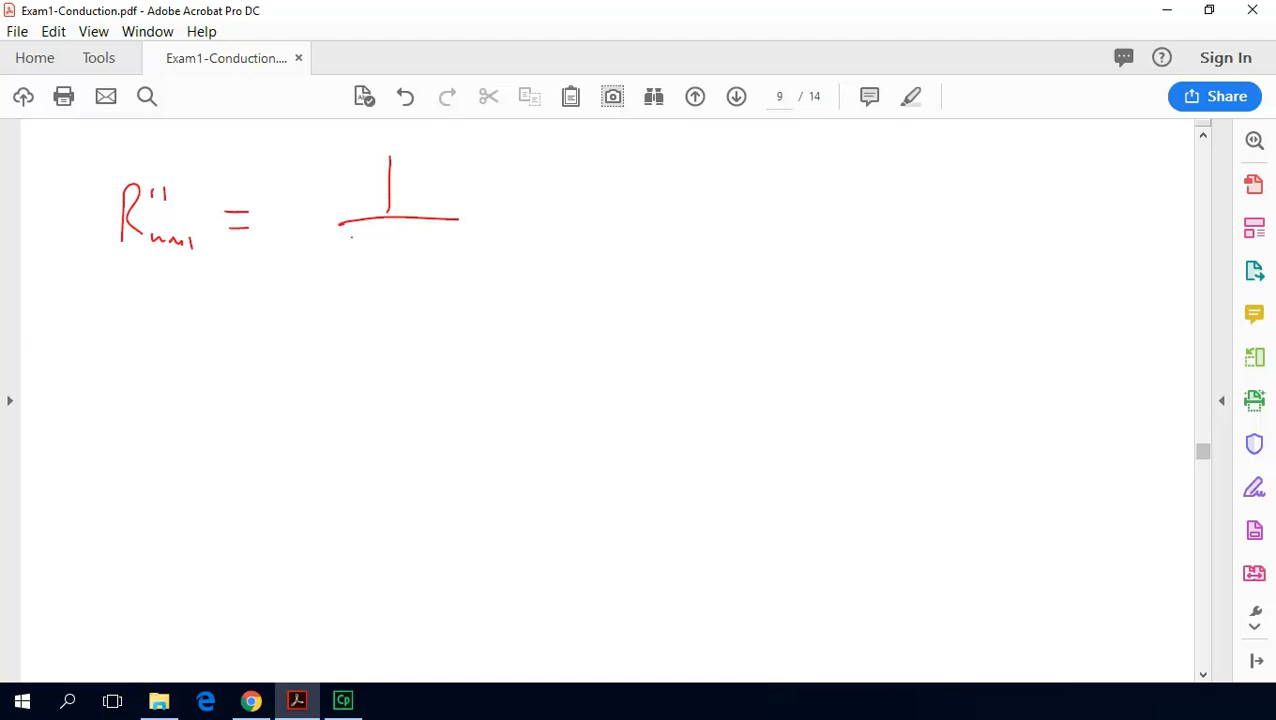 Exam1-Conduction.pdf - Adobe Acrobat Pro DC
File Edit View Window Help
Home Tools Exam1-Conduction.... × Sign In
9 / 14 Share
R" = 1
Cp